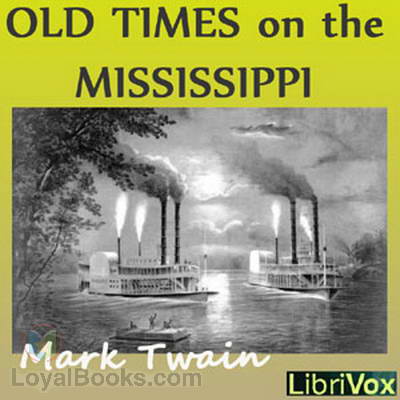 OLD TIMES on the
MISSISSIPPI
Mark Twain
LoyalBooks.com
LibriVox